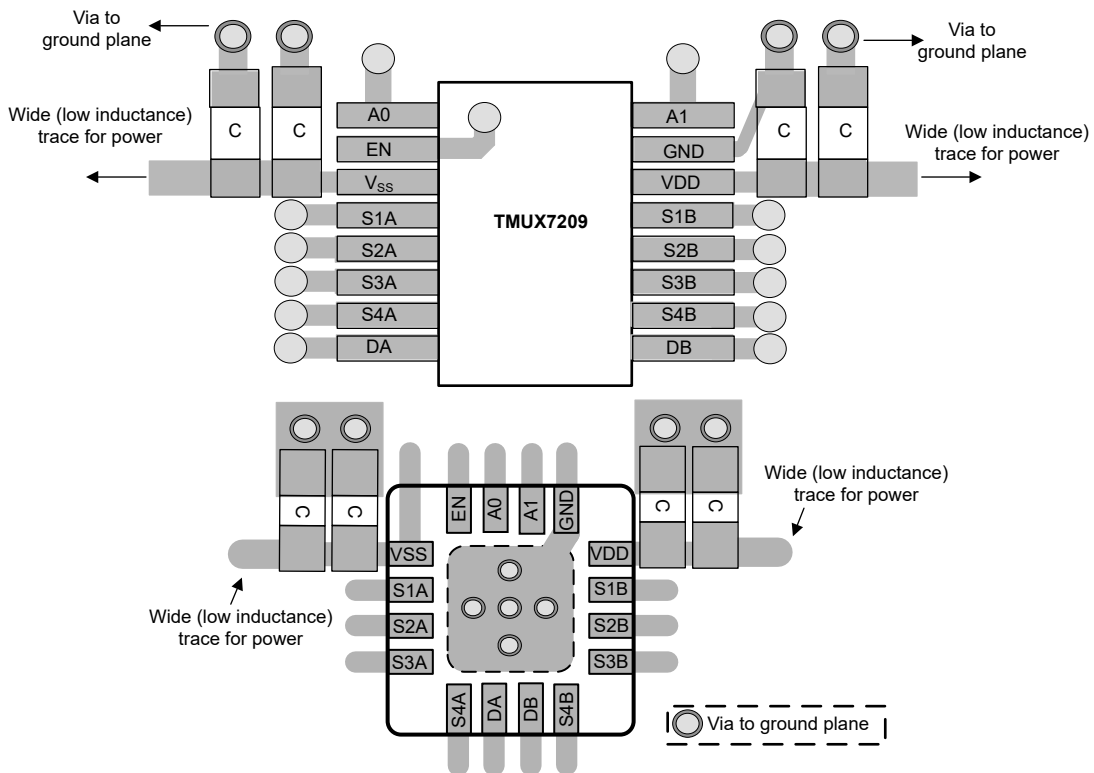 Via to
ground plane
Via to
ground plane
Wide (low inductance)
trace for power
C
C
C
C
Wide (low inductance)
trace for power
A0
EN
VSS
S1A
S2A
S3A
S4A
DA
TMUX7209
A1
GND
VDD
S1B
S2B
S3B
S4B
DB
C
C
C
C
Wide (low inductance)
trace for power
EN
A0
A1
GND
VSS
S1A
S2A
S3A
VDD
S1B
S2B
S3B
Wide (low inductance)
trace for power
S4A
DA
DB
S4B
Via to ground plane